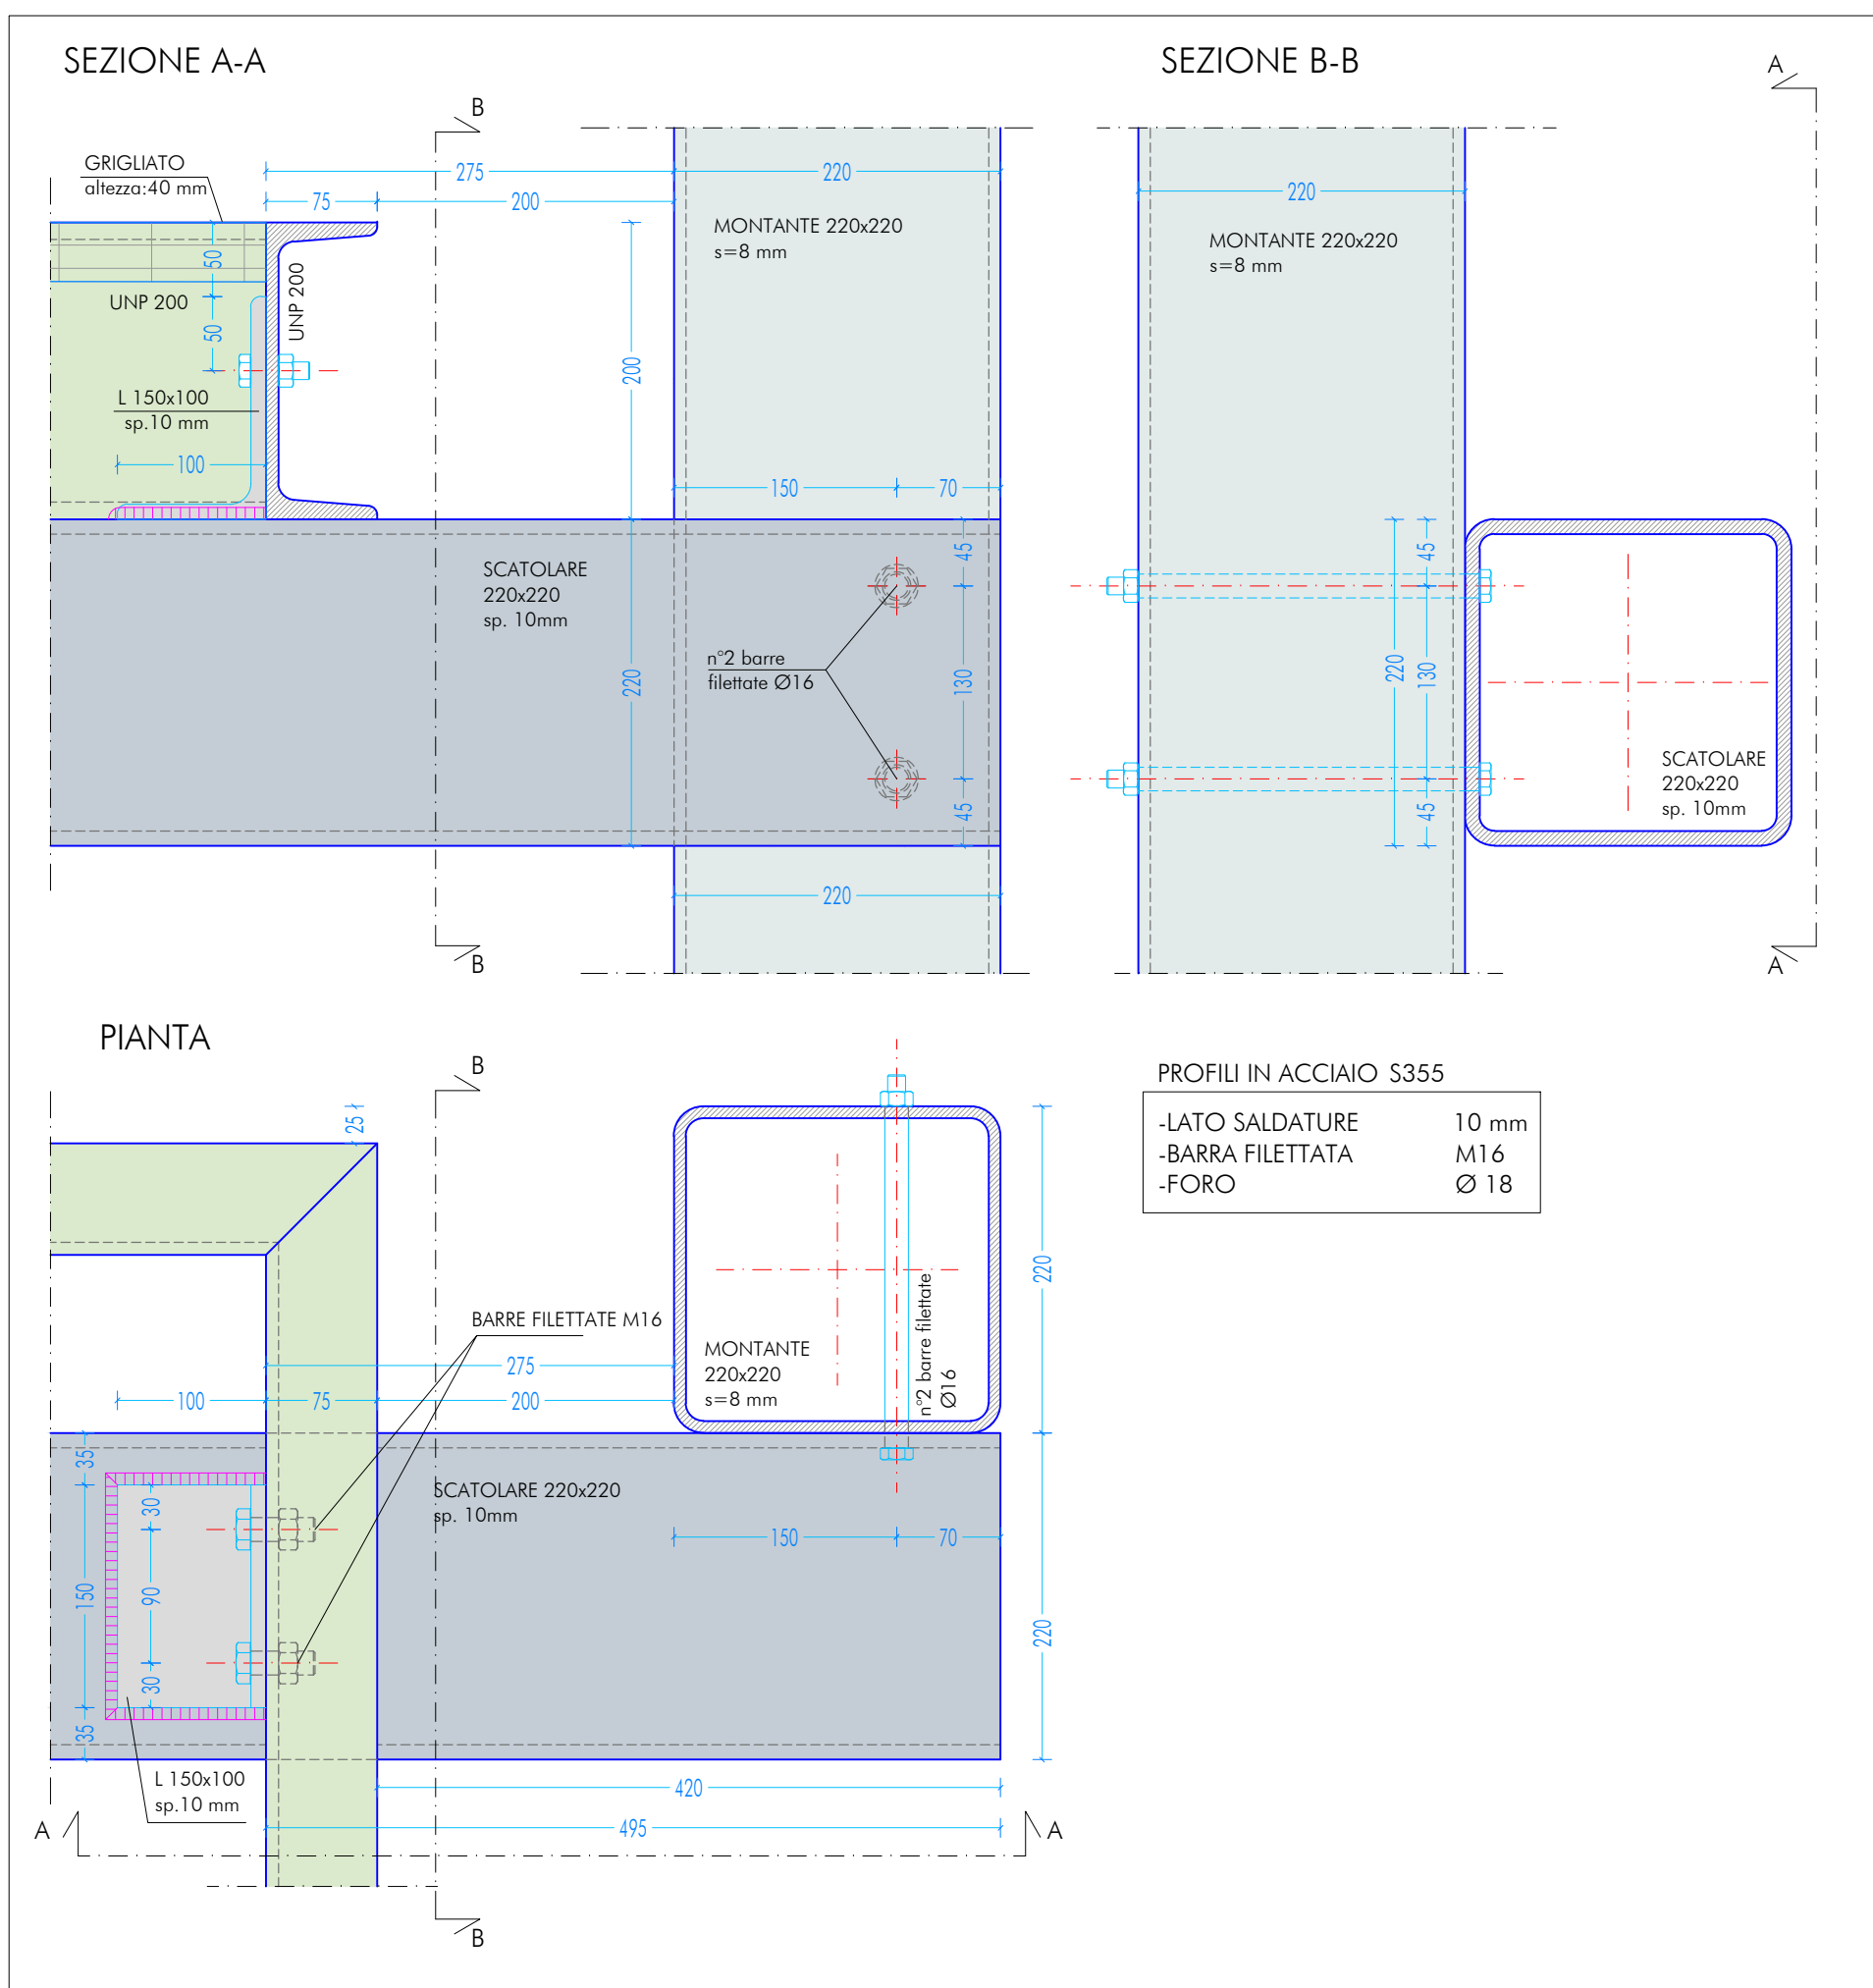 SEZIONE A-A
B
GRIGLIATO
altezza:40 mm
275
220
75
200
MONTANTE 220x220
s=8 mm
50
UNP 200
UNP 200
50
200
L 150x100
sp.10 mm
100
150
70
SCATOLARE
220x220
sp. 10mm
45
n°2 barre
filettate Ø16
220
130
45
220
B
SEZIONE B-B
A
220
MONTANTE 220x220
s=8 mm
45
220
130
45
SCATOLARE
220x220
sp. 10mm
A
PIANTA
B
25
BARRE FILETTATE M16
275
100
75
200
MONTANTE
220x220
s=8 mm
n°2 barre filettate
Ø16
220
35
30
SCATOLARE 220x220
sp. 10mm
150
70
150
90
220
30
35
L 150x100
sp.10 mm
420
495
A
A
B
PROFILI IN ACCIAIO S355
-LATO SALDATURE 10 mm
-BARRA FILETTATA M16
-FORO Ø 18